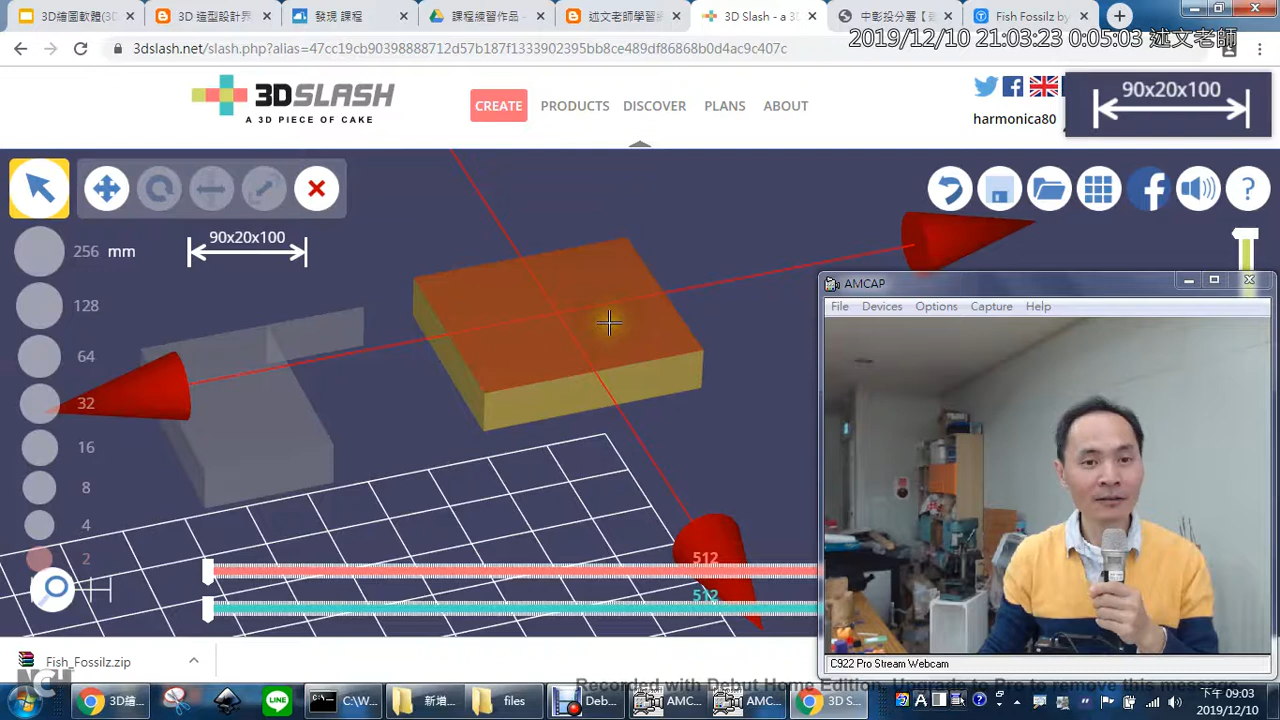 3D繪圖軟體(3D
3D 造型設計界
發現 課程
課程練習作品 -
述文老師學習
3D Slash - a 3D
中彰投分署【
Fish Fossilz by
3dslash.net/slash.php?alias=47cc19cb90398888712d57b187f1333902395bb8ce489df86868b0d4ac9c407c
2019/12/10 21:03:23 0:05:03 述文老師
3DSLASH
A 3D PIECE OF CAKE
CREATE
PRODUCTS
DISCOVER
PLANS
ABOUT
harmonica80
90x20x100
90x20x100
256 mm
128
64
32
16
8
4
2
512
512
AMCAP
File Devices Options Capture Help
C922 Pro Stream Webcam
Fish_Fossilz.zip
NCH
Recorded with Debut Home Edition. Upgrade to Pro to remove this message
3D繪
LINE
C:\W...
新增...
files
Deb...
AMC...
AMC...
3D S...
下午 09:03
2019/12/10